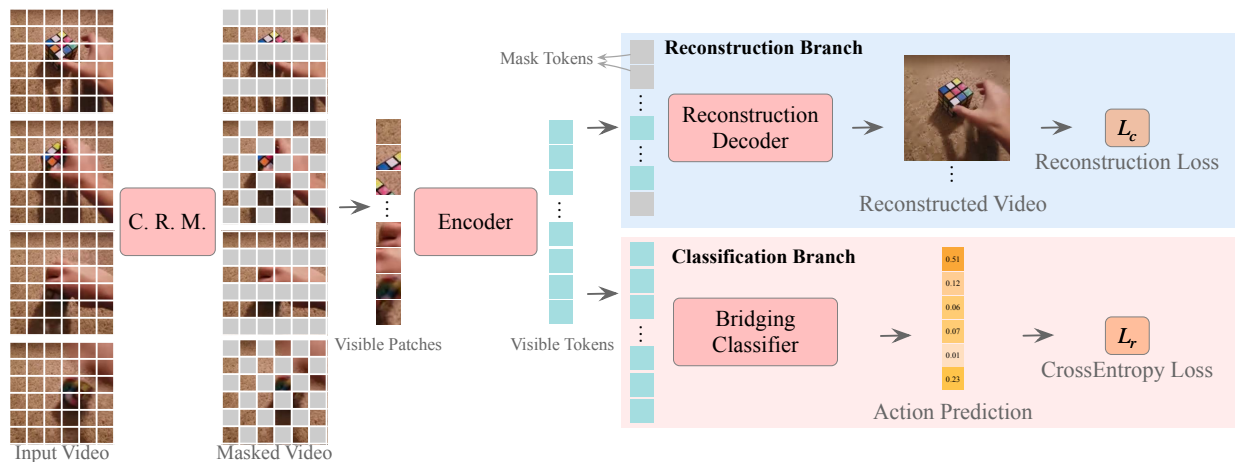 Input Video
C. R. M.
Masked Video
Visible Patches
Encoder
Visible Tokens
Mask Tokens
Reconstruction Branch
Reconstruction
Decoder
Reconstructed Video
L_c
Reconstruction Loss
Classification Branch
Bridging
Classifier
0.51
0.12
0.06
0.07
0.01
0.23
Action Prediction
L_r
CrossEntropy Loss